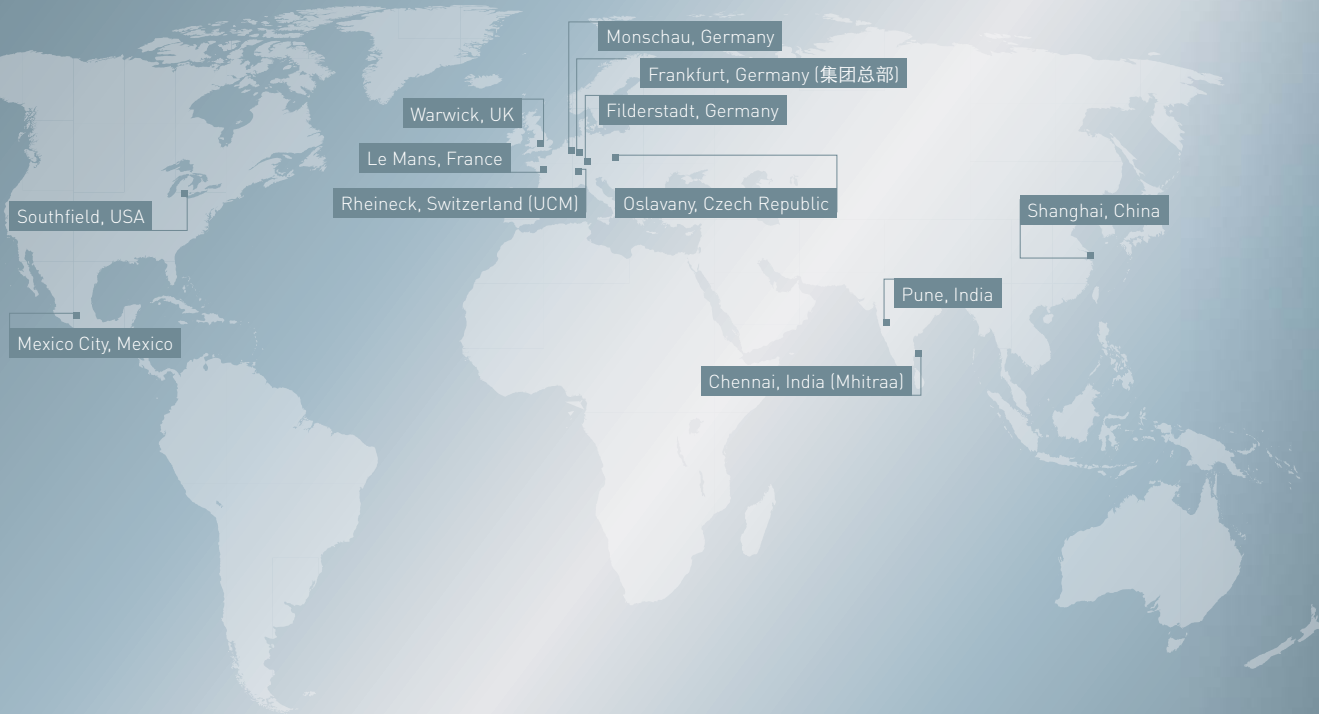 Monschau, Germany
Frankfurt, Germany (集团总部)
Filderstadt, Germany
Warwick, UK
Le Mans, France
Rheineck, Switzerland (UCM)
Oslavany, Czech Republic
Southfield, USA
Shanghai, China
Pune, India
Mexico City, Mexico
Chennai, India (Mhitraa)